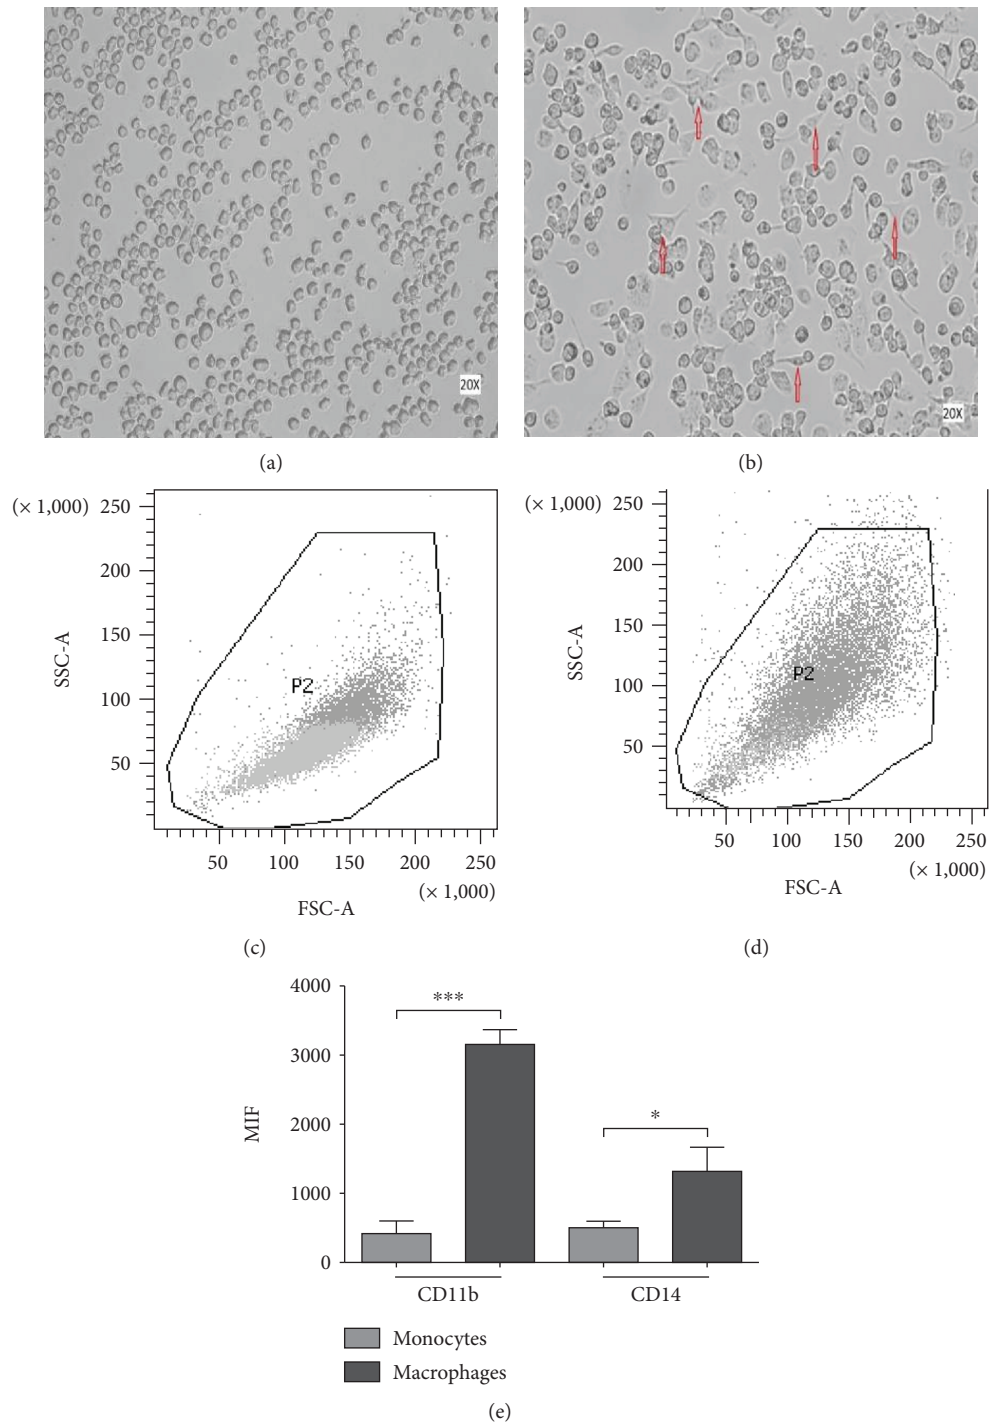 20X
20X
(a)
(b)
(× 1,000)
250
200
150
100
50
SSC-A
P2
50 100 150 200 250
(× 1,000)
FSC-A
(c)
(× 1,000)
250
200
150
100
50
SSC-A
P2
50 100 150 200 250
(× 1,000)
FSC-A
(d)
4000
3000
2000
1000
0
MIF
***
*
CD11b
CD14
Monocytes
Macrophages
(e)